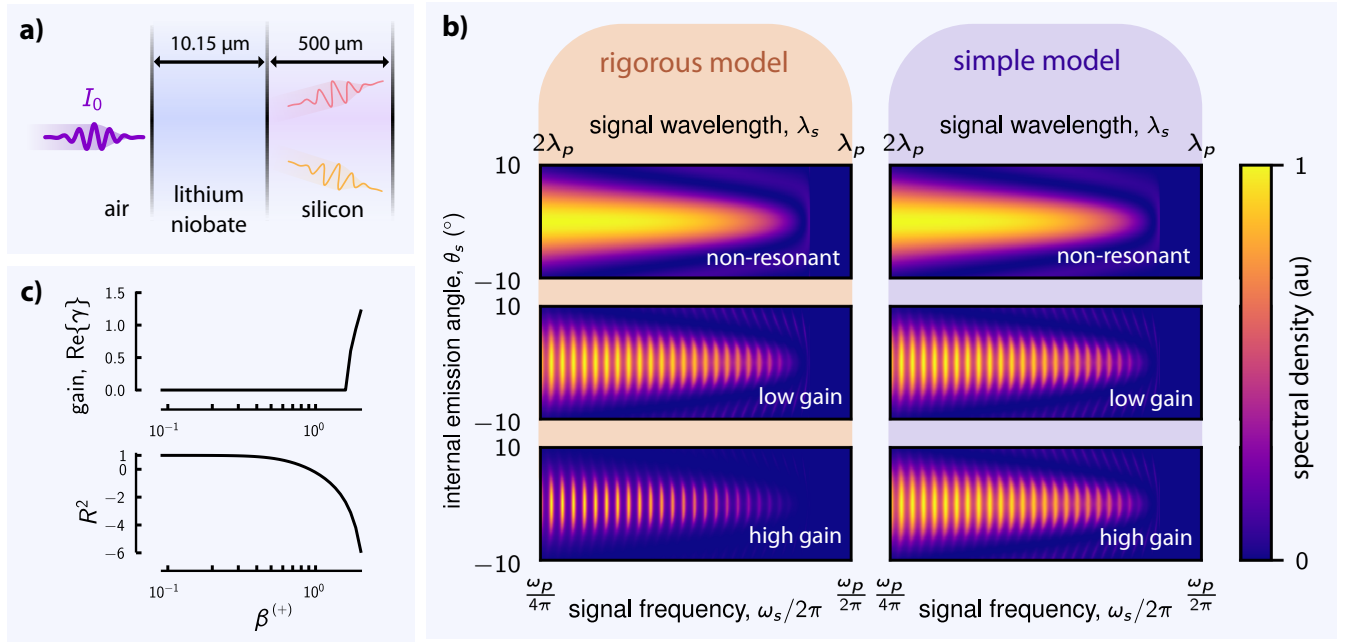 a)
10.15 µm
500 µm
I₀
air
lithium
niobate
silicon
b)
rigorous model
simple model
signal wavelength, λₛ
signal wavelength, λₛ
2λₚ
λₚ
2λₚ
λₚ
internal emission angle, θₛ (°)
10
−10
non-resonant
non-resonant
10
−10
low gain
low gain
10
−10
high gain
high gain
ωₚ/4π
ωₚ/2π
ωₚ/4π
ωₚ/2π
signal frequency, ωₛ/2π
signal frequency, ωₛ/2π
1
0
spectral density (au)
c)
gain, Re{γ}
1.5
1.0
0.5
0.0
10⁻¹
10⁰
R²
1
0
−2
−4
−6
10⁻¹
10⁰
β⁽⁺⁾